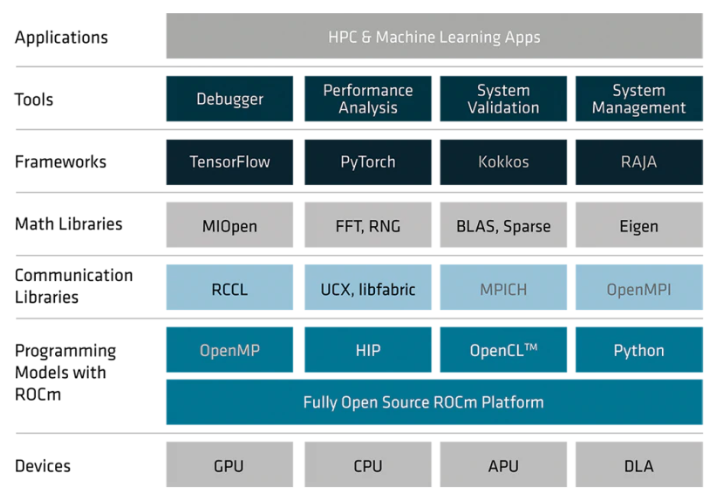 Applications
HPC & Machine Learning Apps
Tools
Debugger
Performance
Analysis
System
Validation
System
Management
Frameworks
TensorFlow
PyTorch
Kokkos
RAJA
Math Libraries
MIOpen
FFT, RNG
BLAS, Sparse
Eigen
Communication
Libraries
RCCL
UCX, libfabric
MPICH
OpenMPI
Programming
Models with
ROCm
OpenMP
HIP
OpenCL™
Python
Fully Open Source ROCm Platform
Devices
GPU
CPU
APU
DLA